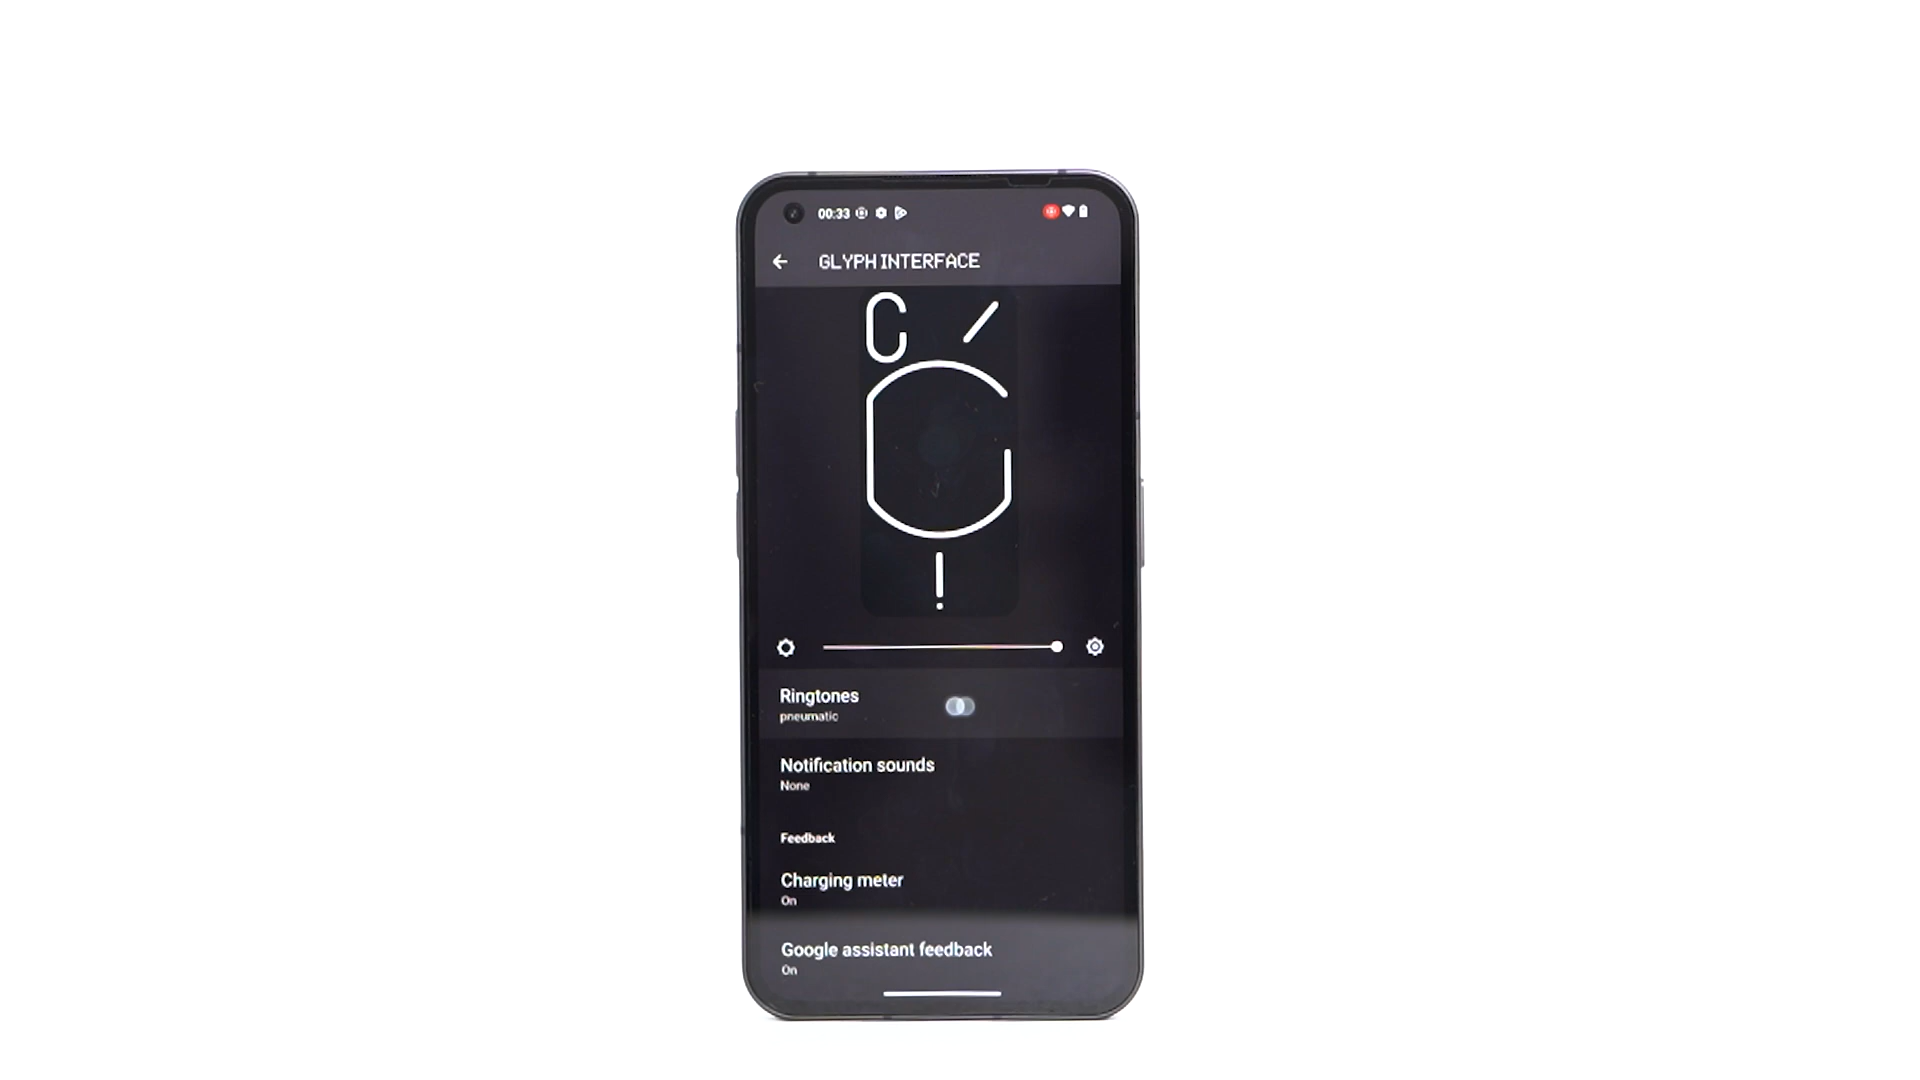 00:33
GLYPH INTERFACE
Ringtones
pneumatic
Notification sounds
None
Feedback
Charging meter
On
Google assistant feedback
On